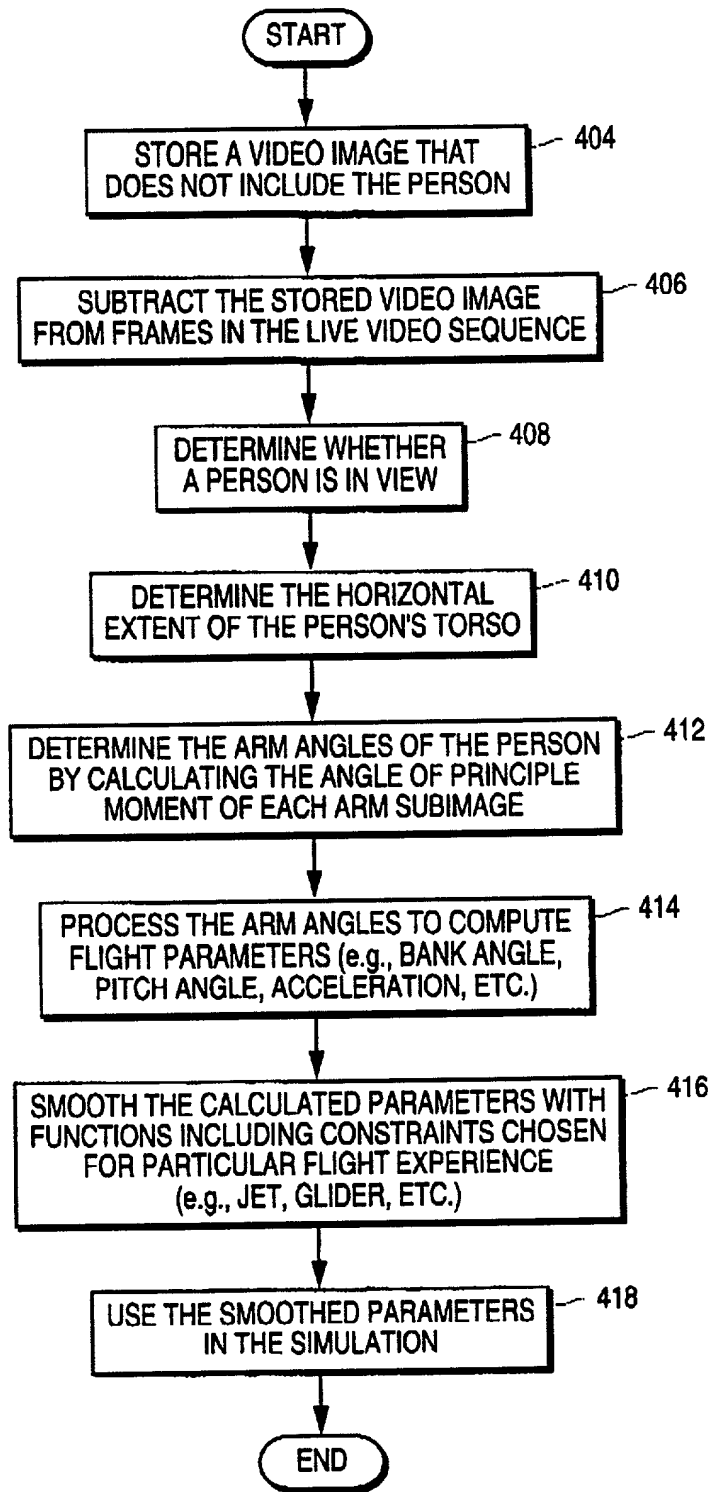 START
STORE A VIDEO IMAGE THAT
DOES NOT INCLUDE THE PERSON
404
SUBTRACT THE STORED VIDEO IMAGE
FROM FRAMES IN THE LIVE VIDEO SEQUENCE
406
DETERMINE WHETHER
A PERSON IS IN VIEW
408
DETERMINE THE HORIZONTAL
EXTENT OF THE PERSON'S TORSO
410
DETERMINE THE ARM ANGLES OF THE PERSON
BY CALCULATING THE ANGLE OF PRINCIPLE
MOMENT OF EACH ARM SUBIMAGE
412
PROCESS THE ARM ANGLES TO COMPUTE
FLIGHT PARAMETERS (e.g., BANK ANGLE,
PITCH ANGLE, ACCELERATION, ETC.)
414
SMOOTH THE CALCULATED PARAMETERS WITH
FUNCTIONS INCLUDING CONSTRAINTS CHOSEN
FOR PARTICULAR FLIGHT EXPERIENCE
(e.g., JET, GLIDER, ETC.)
416
USE THE SMOOTHED PARAMETERS
IN THE SIMULATION
418
END